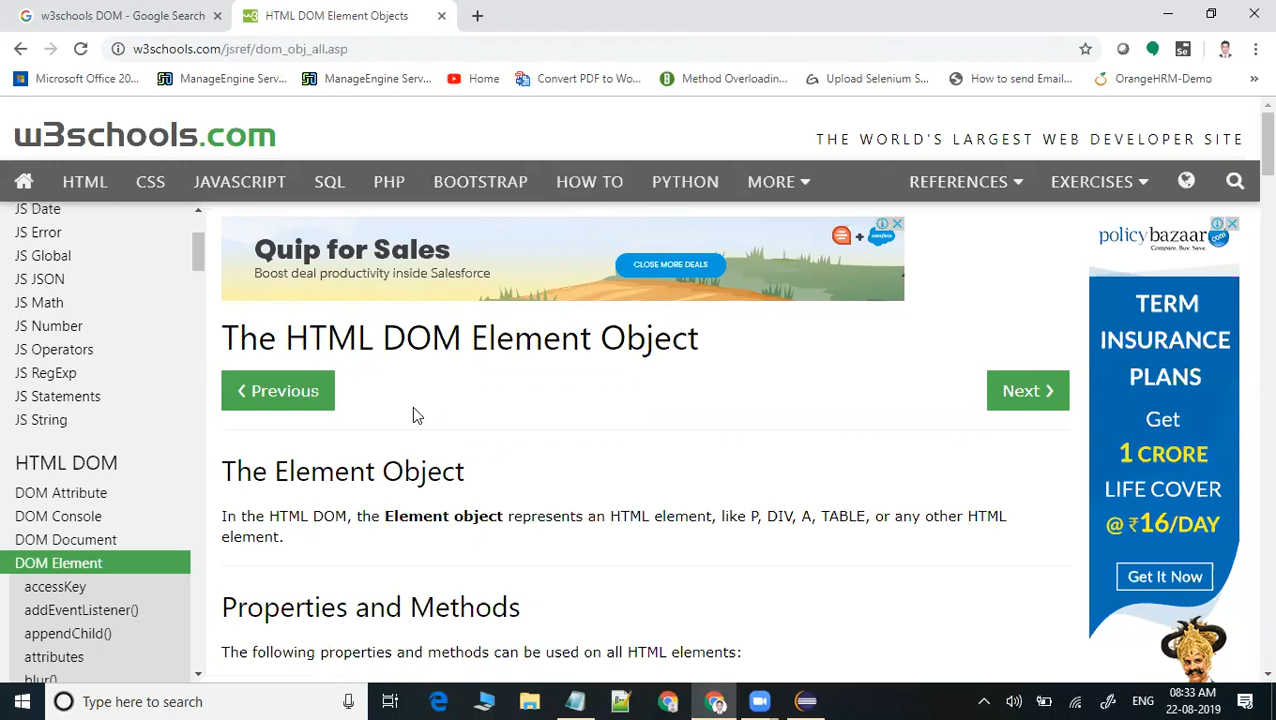 w3schools DOM - Google Search
HTML DOM Element Objects
w3schools.com/jsref/dom_obj_all.asp
Microsoft Office 20...
ManageEngine Serv...
ManageEngine Serv...
Home
Convert PDF to Wo...
Method Overloadin...
Upload Selenium S...
How to send Email...
OrangeHRM-Demo
w3schools.com
THE WORLD'S LARGEST WEB DEVELOPER SITE
HTML CSS JAVASCRIPT SQL PHP BOOTSTRAP HOW TO PYTHON MORE REFERENCES EXERCISES
JS Date
JS Error
JS Global
JS JSON
JS Math
JS Number
JS Operators
JS RegExp
JS Statements
JS String
HTML DOM
DOM Attribute
DOM Console
DOM Document
DOM Element
accessKey
addEventListener()
appendChild()
attributes
blur()
Quip for Sales
Boost deal productivity inside Salesforce
CLOSE MORE DEALS
The HTML DOM Element Object
❮ Previous
Next ❯
The Element Object
In the HTML DOM, the Element object represents an HTML element, like P, DIV, A, TABLE, or any other HTML
element.
Properties and Methods
The following properties and methods can be used on all HTML elements:
policybazaar.com
Compare. Buy. Save.
TERM
INSURANCE
PLANS
Get
1 CRORE
LIFE COVER
@ ₹16/DAY
Get It Now
Type here to search
ENG
08:33 AM
22-08-2019